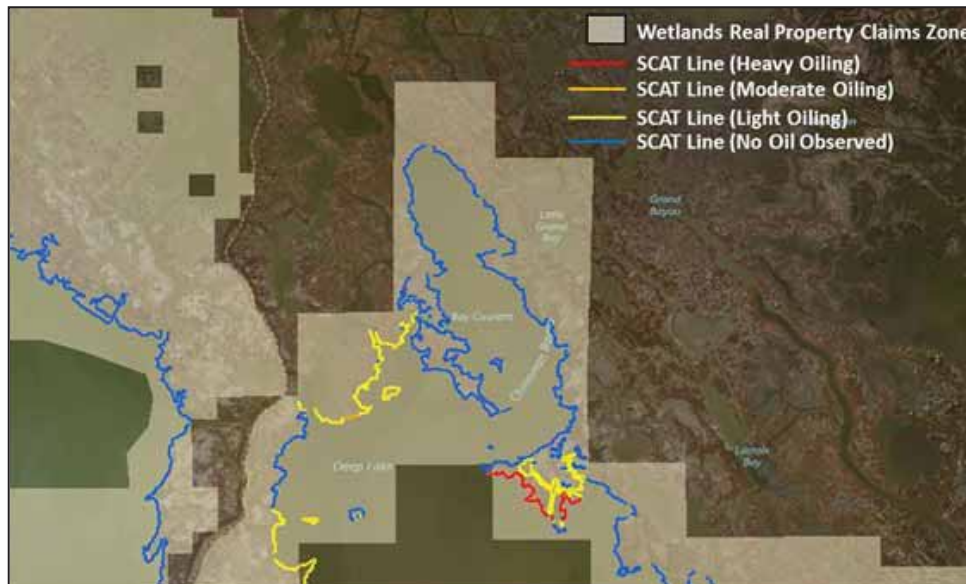 Wetlands Real Property Claims Zone
SCAT Line (Heavy Oiling)
SCAT Line (Moderate Oiling)
SCAT Line (Light Oiling)
SCAT Line (No Oil Observed)
Grand
Bayou
Little
Grand
Bay
Deep Lake
Bay